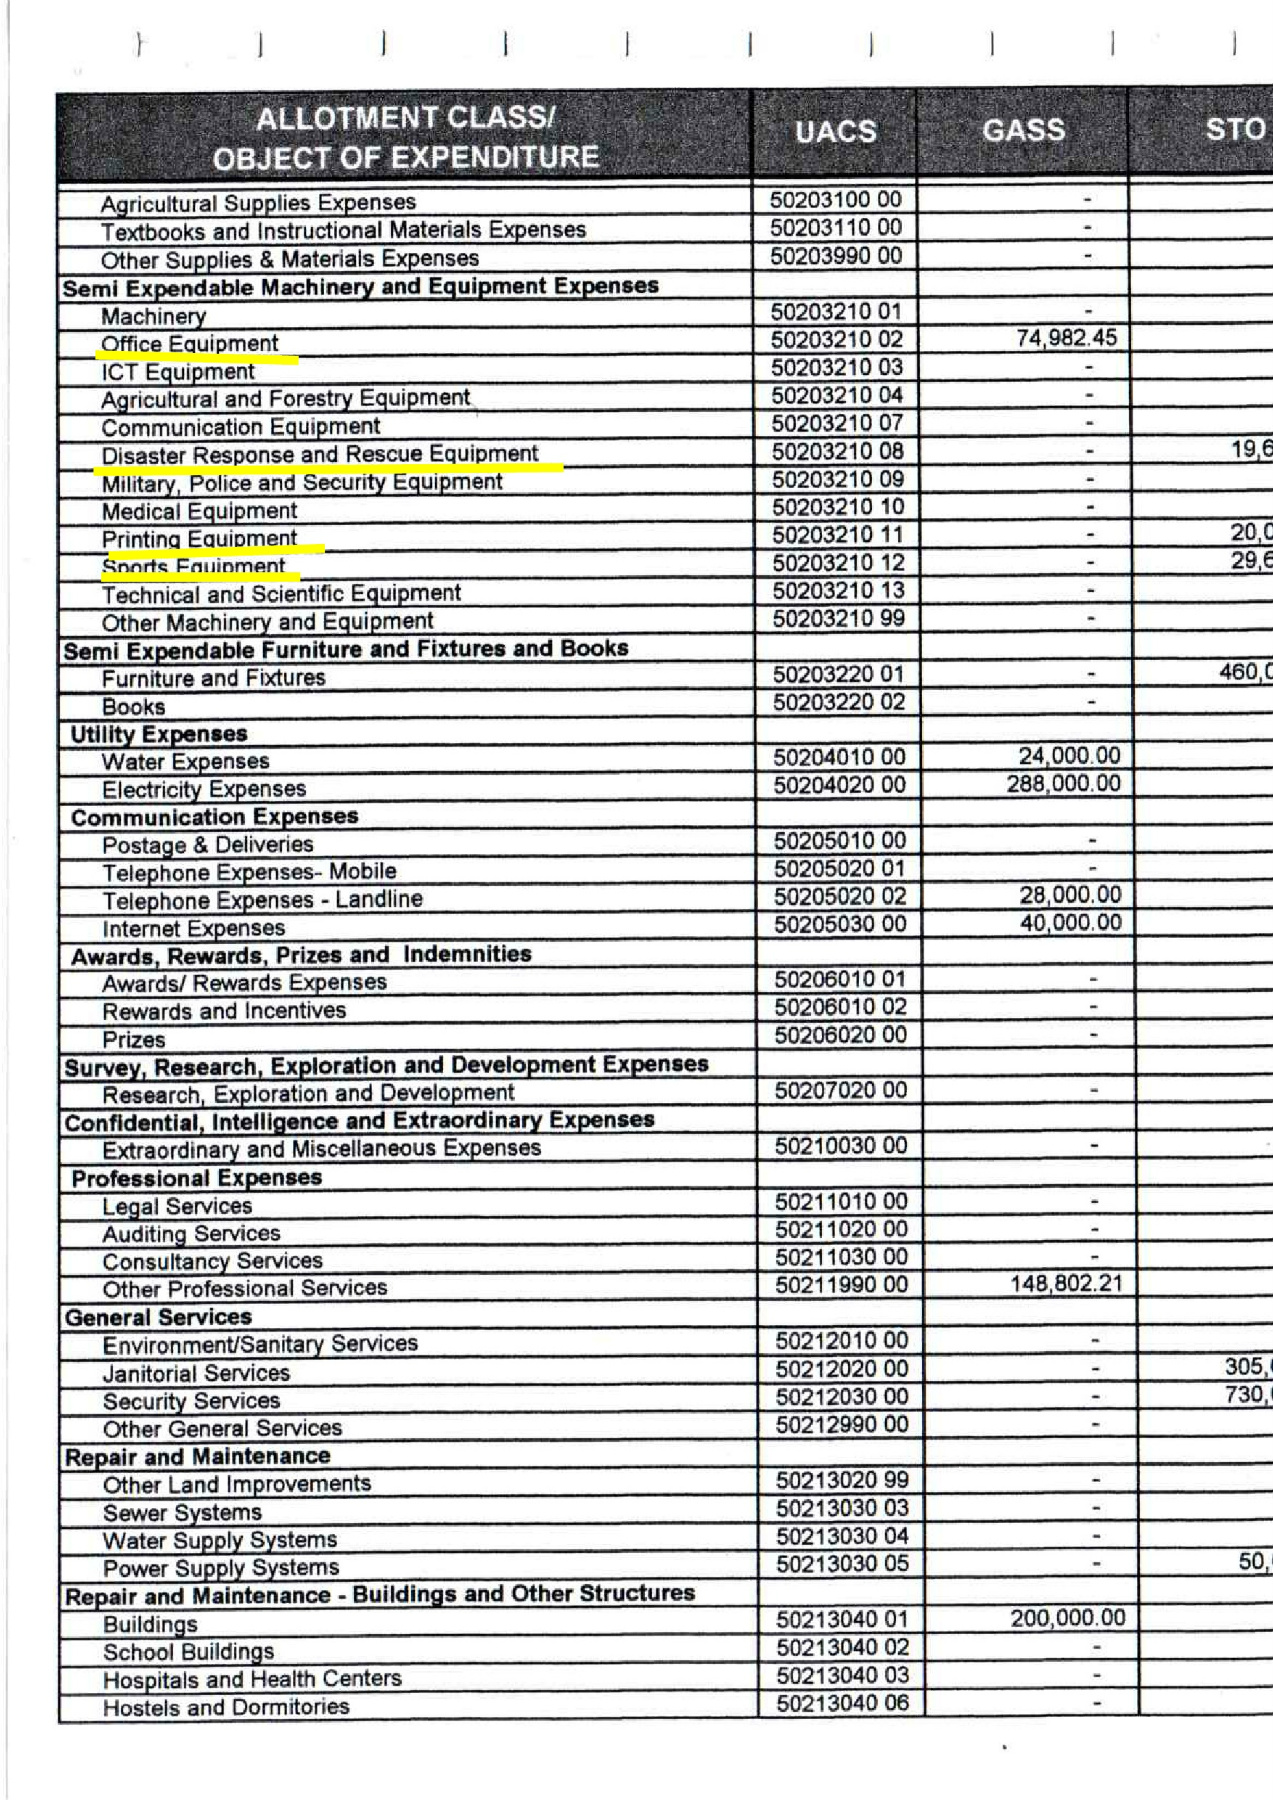 ALLOTMENT CLASS/
OBJECT OF EXPENDITURE UACS GASS STO
Agricultural Supplies Expenses 50203100 00 -
Textbooks and Instructional Materials Expenses 50203110 00 -
Other Supplies & Materials Expenses 50203990 00 -
Semi Expendable Machinery and Equipment Expenses
Machinery 50203210 01 -
Office Equipment 50203210 02 74,982.45
ICT Equipment 50203210 03 -
Agricultural and Forestry Equipment 50203210 04 -
Communication Equipment 50203210 07 -
Disaster Response and Rescue Equipment 50203210 08 - 19,6
Military, Police and Security Equipment 50203210 09 -
Medical Equipment 50203210 10 -
Printing Equipment 50203210 11 - 20,0
Sports Equipment 50203210 12 - 29,6
Technical and Scientific Equipment 50203210 13 -
Other Machinery and Equipment 50203210 99 -
Semi Expendable Furniture and Fixtures and Books
Furniture and Fixtures 50203220 01 - 460,0
Books 50203220 02 -
Utility Expenses
Water Expenses 50204010 00 24,000.00
Electricity Expenses 50204020 00 288,000.00
Communication Expenses
Postage & Deliveries 50205010 00 -
Telephone Expenses- Mobile 50205020 01 -
Telephone Expenses - Landline 50205020 02 28,000.00
Internet Expenses 50205030 00 40,000.00
Awards, Rewards, Prizes and Indemnities
Awards/ Rewards Expenses 50206010 01 -
Rewards and Incentives 50206010 02 -
Prizes 50206020 00 -
Survey, Research, Exploration and Development Expenses
Research, Exploration and Development 50207020 00 -
Confidential, Intelligence and Extraordinary Expenses
Extraordinary and Miscellaneous Expenses 50210030 00 -
Professional Expenses
Legal Services 50211010 00 -
Auditing Services 50211020 00 -
Consultancy Services 50211030 00 -
Other Professional Services 50211990 00 148,802.21
General Services
Environment/Sanitary Services 50212010 00 -
Janitorial Services 50212020 00 - 305,
Security Services 50212030 00 - 730,
Other General Services 50212990 00 -
Repair and Maintenance
Other Land Improvements 50213020 99 -
Sewer Systems 50213030 03 -
Water Supply Systems 50213030 04 -
Power Supply Systems 50213030 05 - 50,
Repair and Maintenance - Buildings and Other Structures
Buildings 50213040 01 200,000.00
School Buildings 50213040 02 -
Hospitals and Health Centers 50213040 03 -
Hostels and Dormitories 50213040 06 -